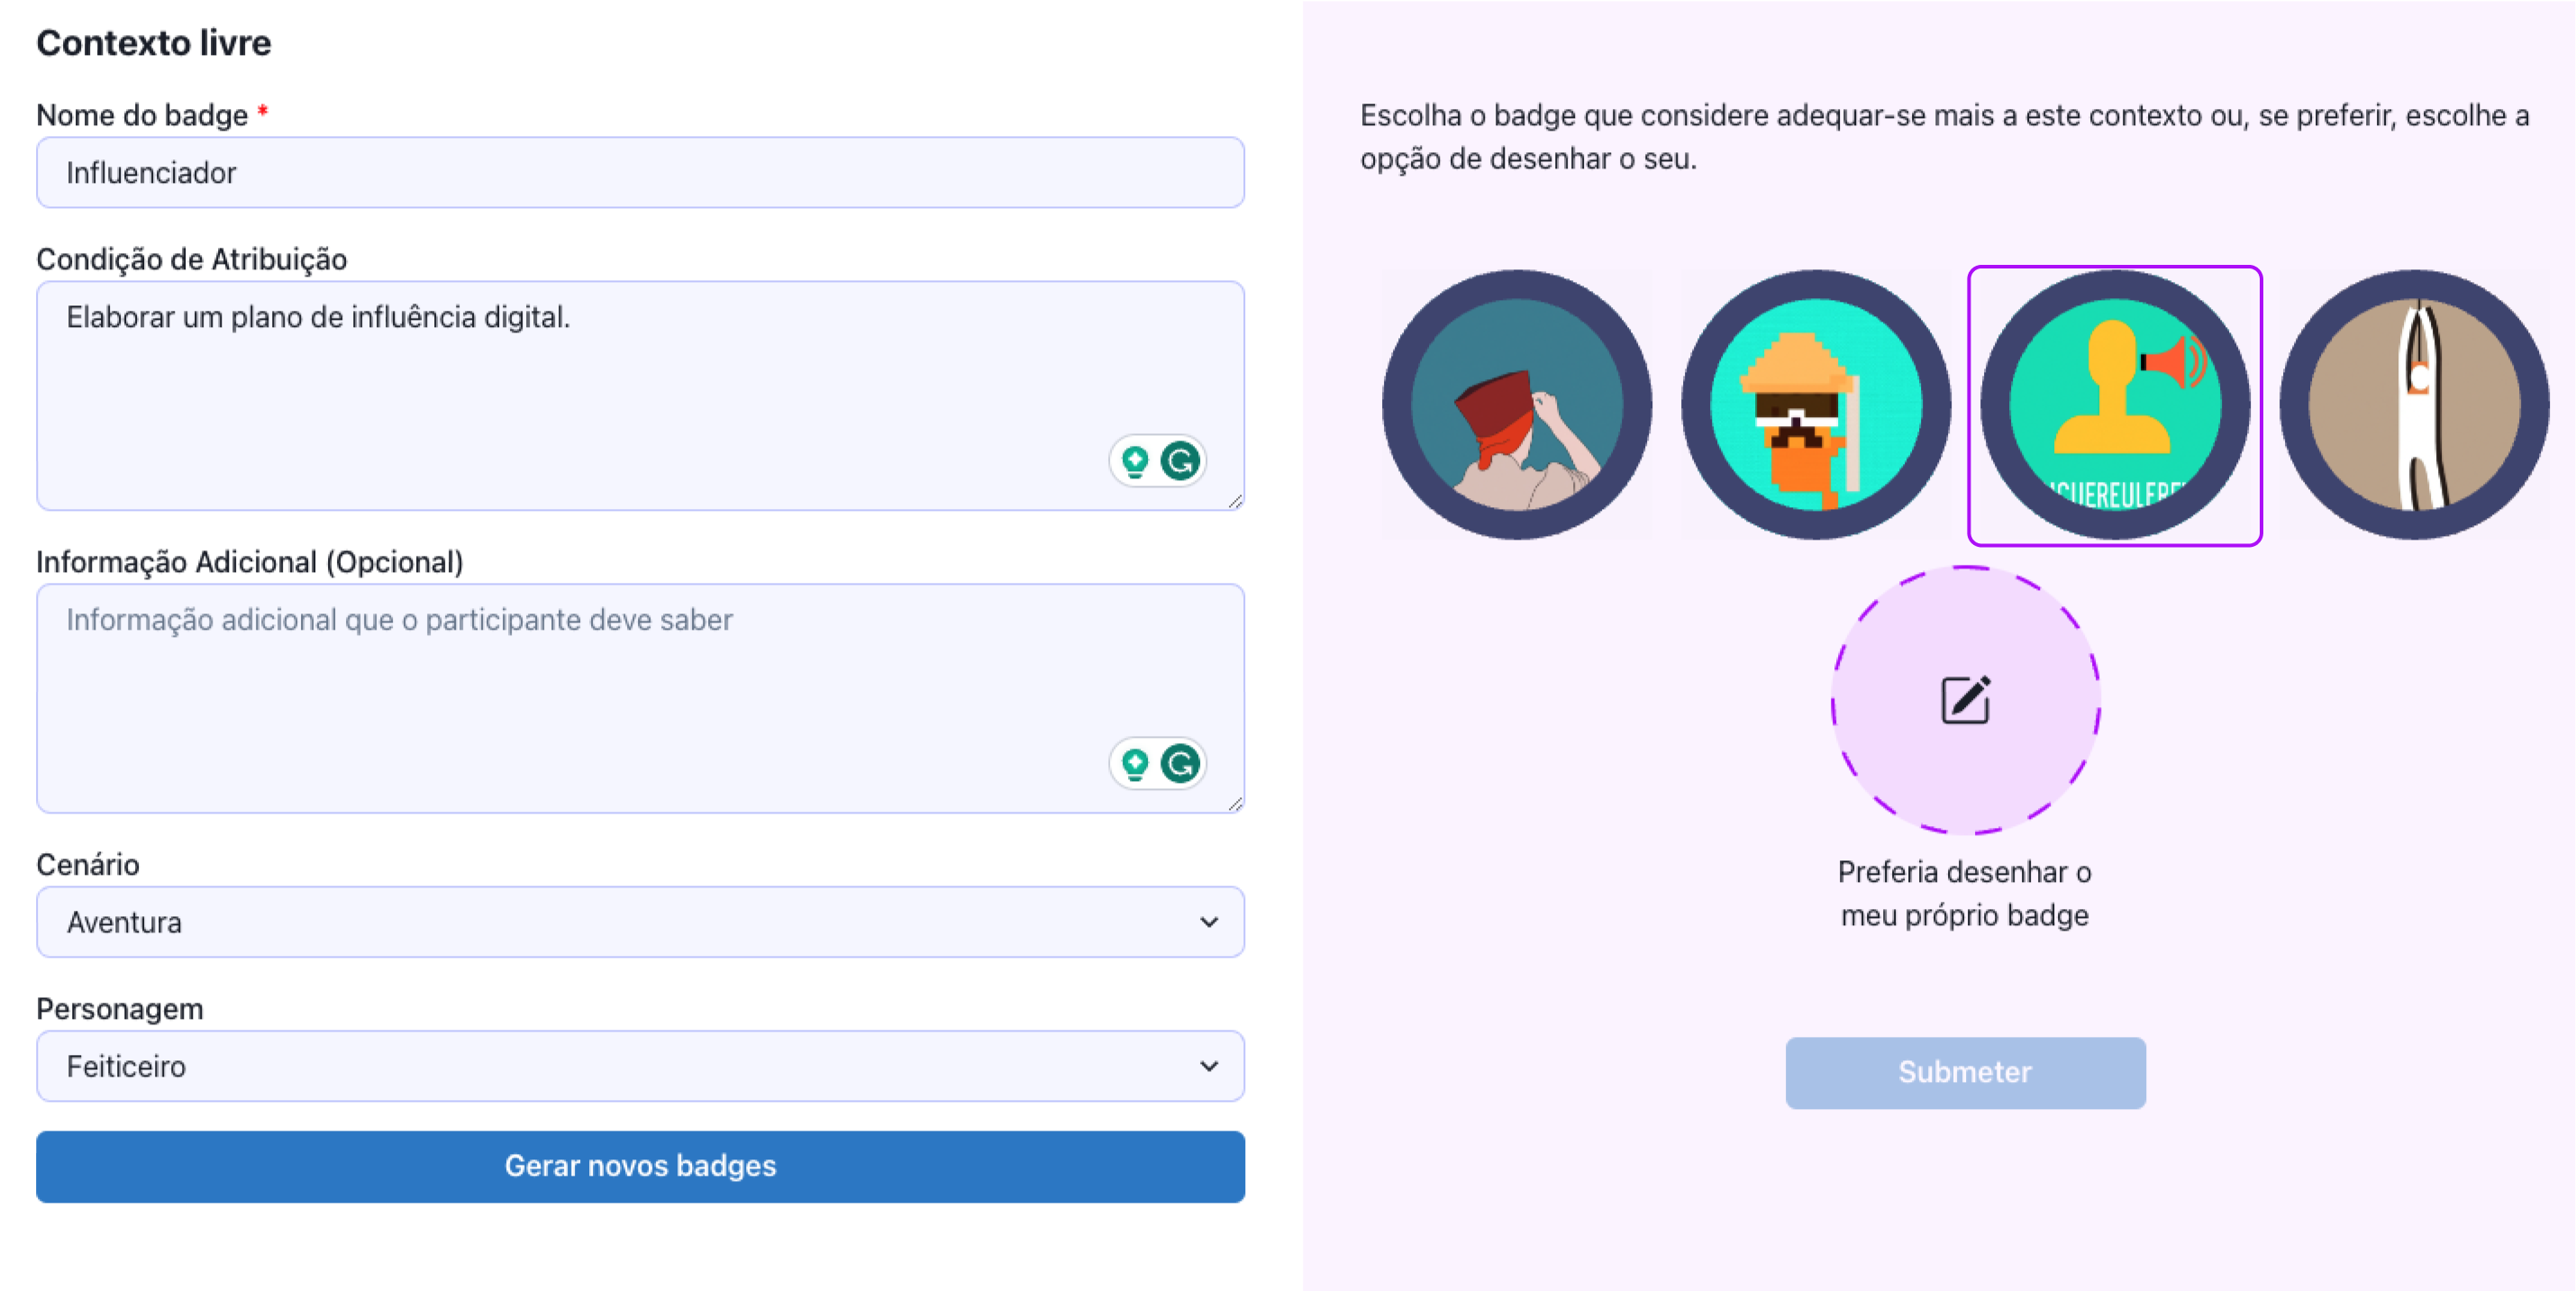 Contexto livre
Nome do badge *
Influenciador
Condição de Atribuição
Elaborar um plano de influência digital.
Informação Adicional (Opcional)
Informação adicional que o participante deve saber
Cenário
Aventura
Personagem
Feiticeiro
Gerar novos badges
Escolha o badge que considere adequar-se mais a este contexto ou, se preferir, escolhe a
opção de desenhar o seu.
Preferia desenhar o
meu próprio badge
Submeter